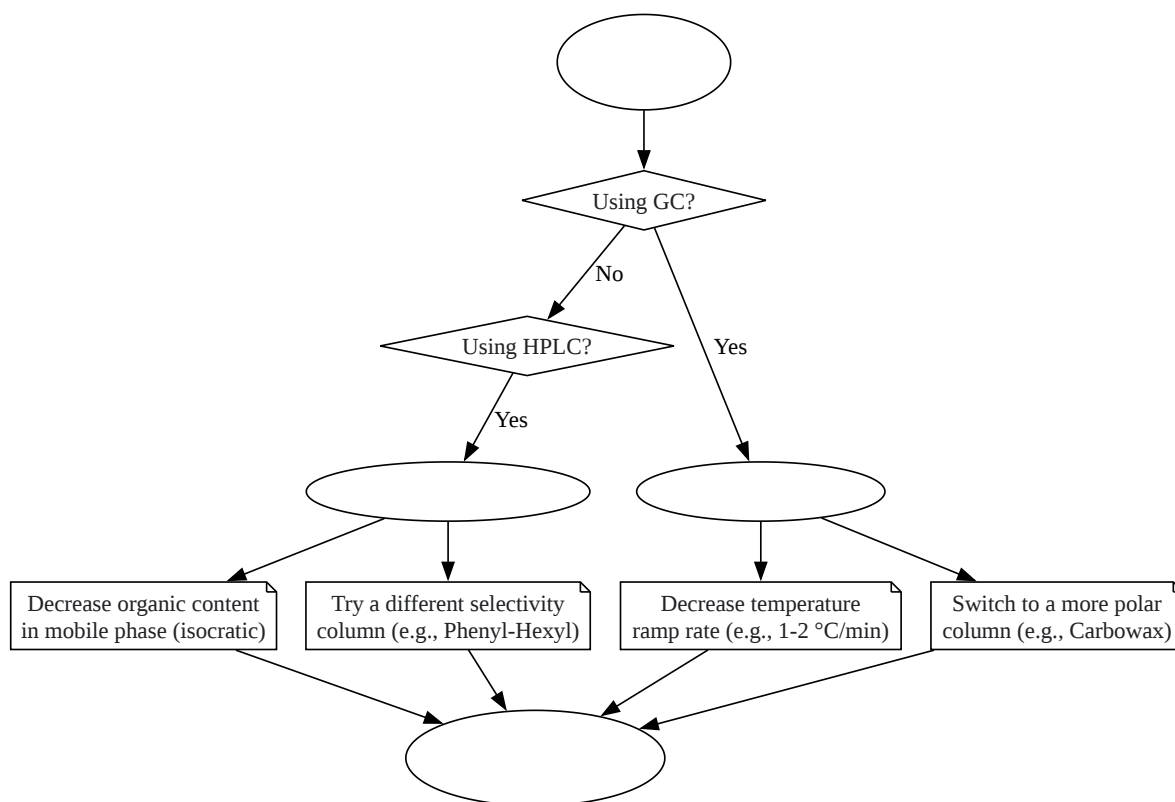 Using GC?
No
Using HPLC?
Yes
Yes
Decrease organic content
in mobile phase (isocratic)
Try a different selectivity
column (e.g., Phenyl-Hexyl)
Decrease temperature
ramp rate (e.g., 1-2 °C/min)
Switch to a more polar
column (e.g., Carbowax)